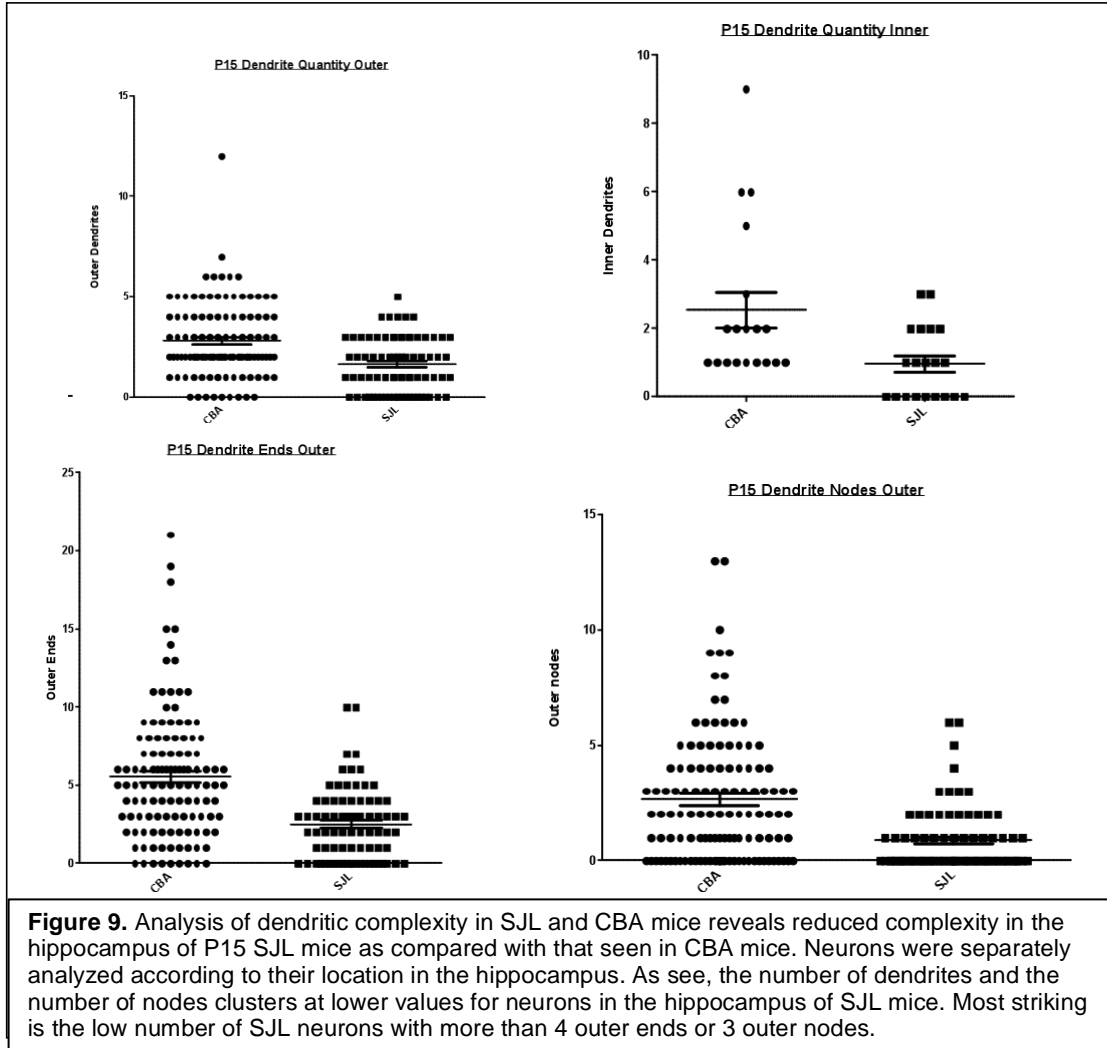 P15 Dendrite Quantity Outer
15
10
5
0
Outer Dendrites
CBA
SJL
P15 Dendrite Quantity Inner
10
8
6
4
2
0
Inner Dendrites
CBA
SJL
P15 Dendrite Ends Outer
25
20
15
10
5
0
Outer Ends
CBA
SJL
P15 Dendrite Nodes Outer
15
10
5
0
Outer nodes
CBA
SJL
Figure 9. Analysis of dendritic complexity in SJL and CBA mice reveals reduced complexity in the
hippocampus of P15 SJL mice as compared with that seen in CBA mice. Neurons were separately
analyzed according to their location in the hippocampus. As see, the number of dendrites and the
number of nodes clusters at lower values for neurons in the hippocampus of SJL mice. Most striking
is the low number of SJL neurons with more than 4 outer ends or 3 outer nodes.